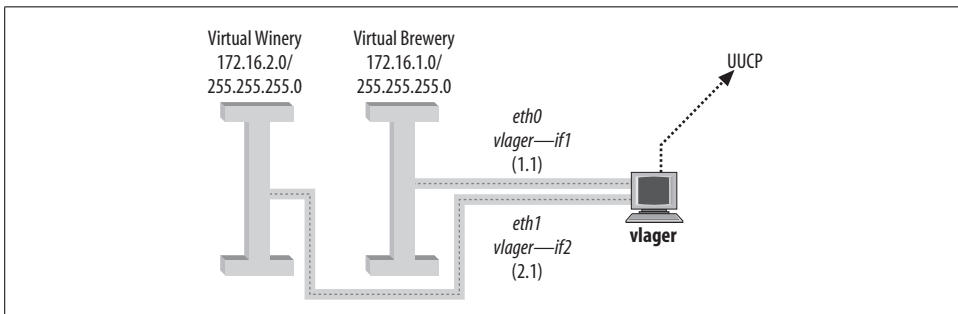 Virtual Winery
172.16.2.0/
255.255.255.0
Virtual Brewery
172.16.1.0/
255.255.255.0
UUCP
eth0
vlager—if1
(1.1)
vlager
eth1
vlager—if2
(2.1)